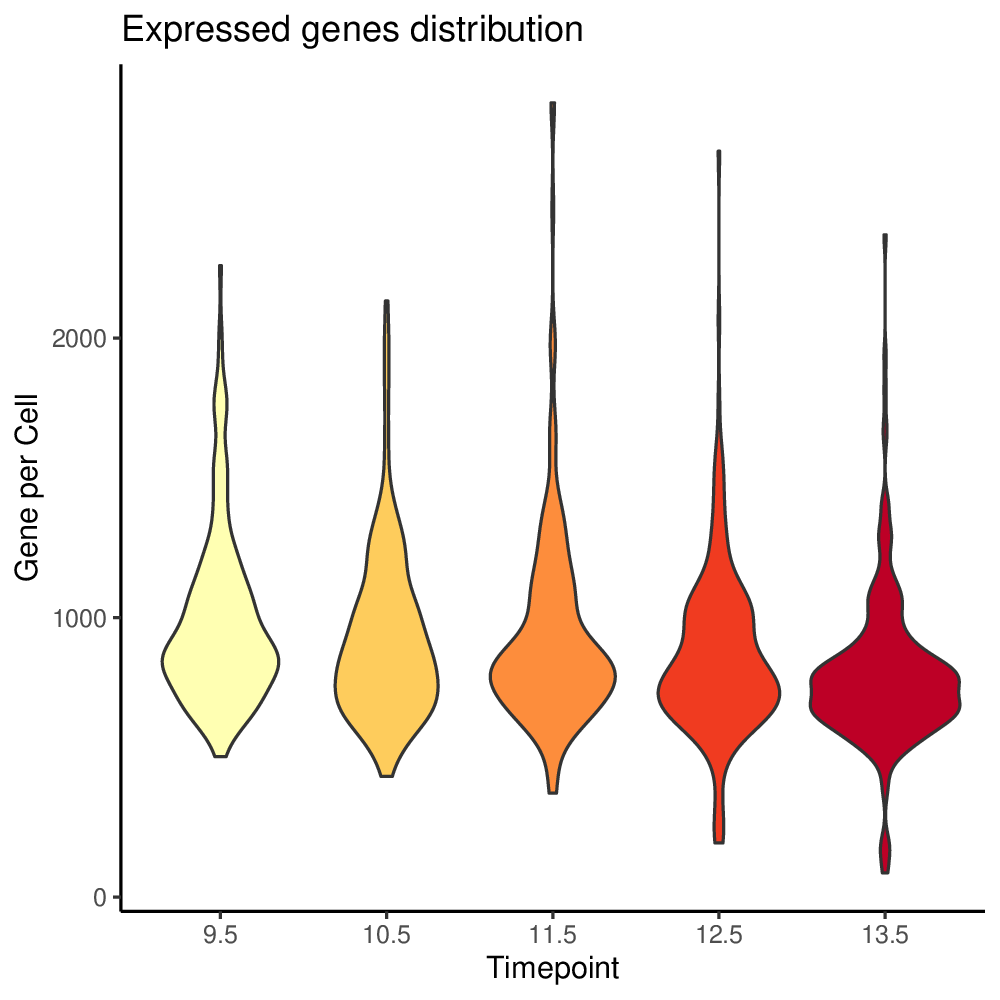 Expressed genes distribution
Gene per Cell
2000
1000
0
9.5 10.5 11.5 12.5 13.5
Timepoint